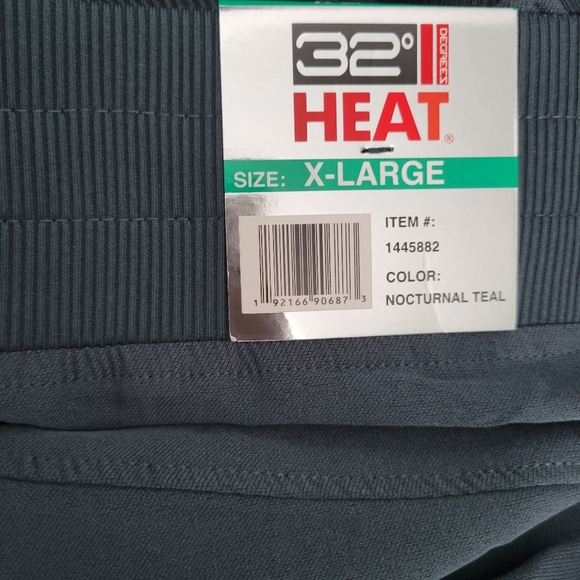 32° DEGREES
HEAT®
SIZE: X-LARGE
ITEM #:
1445882
COLOR:
NOCTURNAL TEAL
1 92166 90687 3